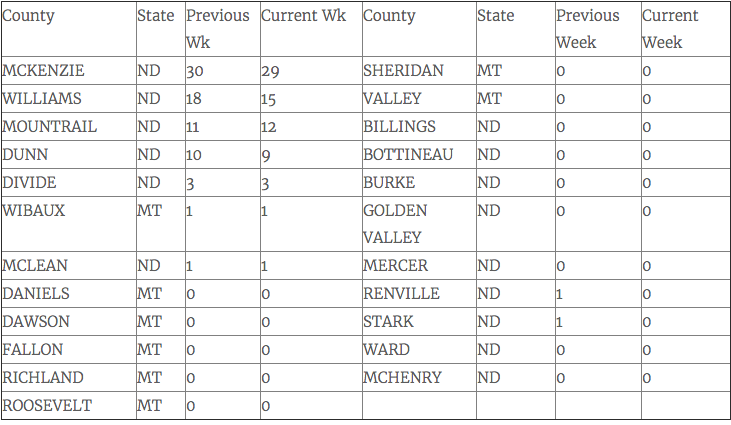 County State Previous Wk Current Wk County State Previous Week Current Week
MCKENZIE ND 30 29 SHERIDAN MT 0 0
WILLIAMS ND 18 15 VALLEY MT 0 0
MOUNTRAIL ND 11 12 BILLINGS ND 0 0
DUNN ND 10 9 BOTTINEAU ND 0 0
DIVIDE ND 3 3 BURKE ND 0 0
WIBAUX MT 1 1 GOLDEN VALLEY ND 0 0
MCLEAN ND 1 1 MERCER ND 0 0
DANIELS MT 0 0 RENVILLE ND 1 0
DAWSON MT 0 0 STARK ND 1 0
FALLON MT 0 0 WARD ND 0 0
RICHLAND MT 0 0 MCHENRY ND 0 0
ROOSEVELT MT 0 0